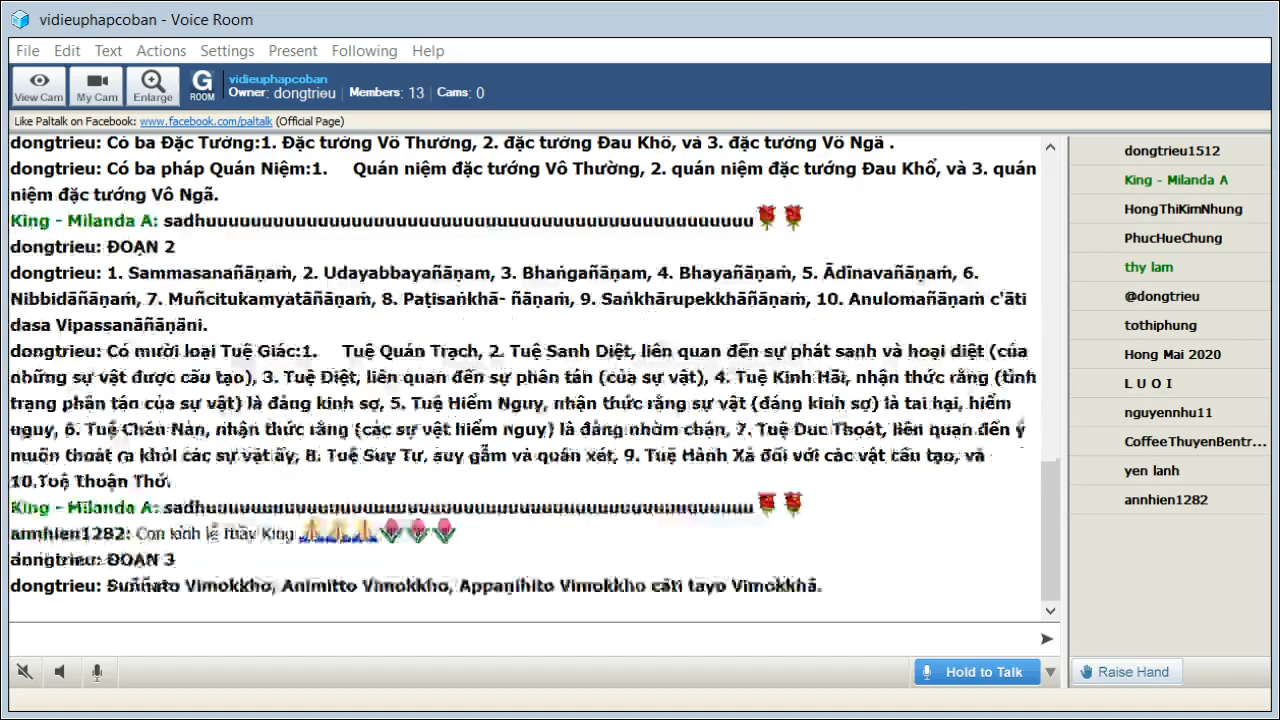 vidieuphapcoban - Voice Room
File Edit Text Actions Settings Present Following Help
View Cam My Cam Enlarge G ROOM vidieuphapcoban
Owner: dongtrieu Members: 13 Cams: 0
Like Paltalk on Facebook: www.facebook.com/paltalk (Official Page)
dongtrieu: Có ba Đặc Tướng:1. Đặc tướng Vô Thường, 2. đặc tướng Đau Khổ, và 3. đặc tướng Vô Ngã .
dongtrieu: Có ba pháp Quán Niệm:1. Quán niệm đặc tướng Vô Thường, 2. quán niệm đặc tướng Đau Khổ, và 3. quán
niệm đặc tướng Vô Ngã.
King - Milanda A:
dongtrieu: ĐOẠN 2
dongtrieu: 1. Sammasanañāṇaṁ, 2. Udayabbayañāṇam, 3. Bhaṅgañāṇam, 4. Bhayañāṇaṁ, 5. Ādīnavañāṇaṁ, 6.
Nibbidāñāṇaṁ, 7. Muñcitukamyatāñāṇaṁ, 8. Paṭisaṅkhā- ñāṇaṁ, 9. Saṅkhārupekkhāñāṇaṁ, 10. Anulomañāṇaṁ c'āti
dasa Vipassanāñāṇāni.
dongtrieu: Có mười loại Tuệ Giác:1. Tuệ Quán Trạch, 2. Tuệ Sanh Diệt, liên quan đến sự phát sanh và hoại diệt (của
những sự vật được cấu tạo), 3. Tuệ Diệt, liên quan đến sự phân tán (của sự vật), 4. Tuệ Kinh Hãi, nhận thức rằng (tình
trạng phân tán của sự vật) là đáng kinh sợ, 5. Tuệ Hiểm Nguy, nhận thức rằng sự vật (đáng kinh sợ) là tai hại, hiểm
nguy, 6. Tuệ Chán Nản, nhận thức rằng (các sự vật hiểm nguy) là đáng nhờm chán, 7. Tuệ Dục Thoát, liên quan đến ý
muốn thoát ra khỏi các sự vật ấy, 8. Tuệ Suy Tư, suy gẫm và quán xét, 9. Tuệ Hành Xả đối với các vật cấu tạo, và
10.Tuệ Thuận Thứ.
King - Milanda A:
annhien1282: Con kính lễ thầy King
dongtrieu: ĐOẠN 3
dongtrieu: Suññato Vimokkho, Animitto Vimokkho, Appaṇihito Vimokkho cāti tayo Vimokkhā.
Hold to Talk
dongtrieu1512
King - Milanda A
HongThiKimNhung
PhucHueChung
thy lam
@dongtrieu
tothiphung
Hong Mai 2020
L U O I
nguyennhu11
CoffeeThuyenBentr...
yen lanh
annhien1282
Raise Hand